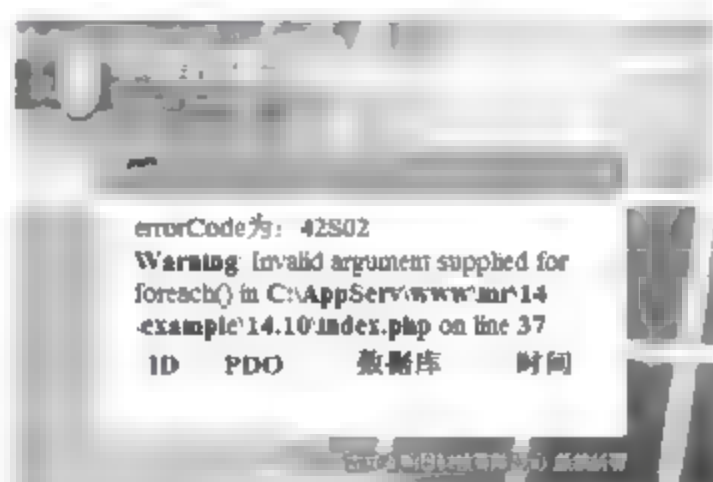 errorCode为：42S02
Warning: Invalid argument supplied for
foreach() in C:\AppServ\www\mr\14
\example\14.10\index.php on line 37
ID PDO 数据库 时间